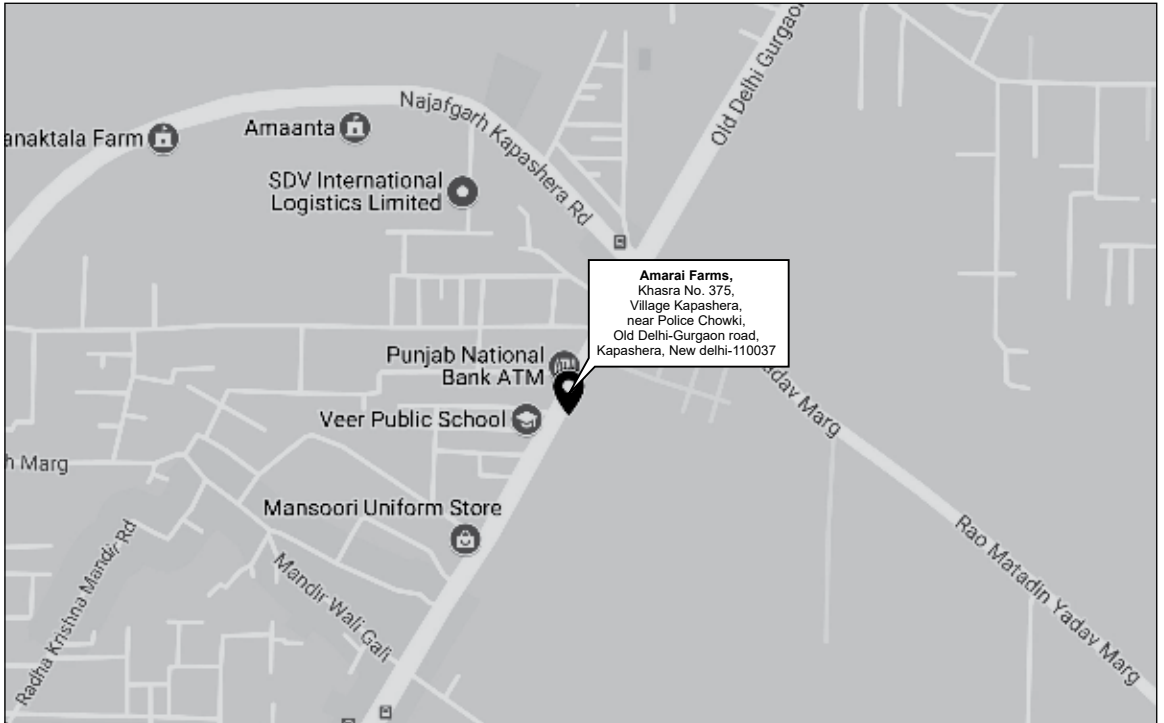 Old Delhi Gurgaon
Najafgarh Kapashera Rd
anaktala Farm
Amaanta
SDV International
Logistics Limited
Amarai Farms,
Khasra No. 375,
Village Kapashera,
near Police Chowki,
Old Delhi-Gurgaon road,
Kapashera, New delhi-110037
Punjab National
Bank ATM
Veer Public School
adav Marg
h Marg
Mansoori Uniform Store
Radha Krishna Mandir Rd
Mandir Wali Gali
Rao Matadin Yadav Marg